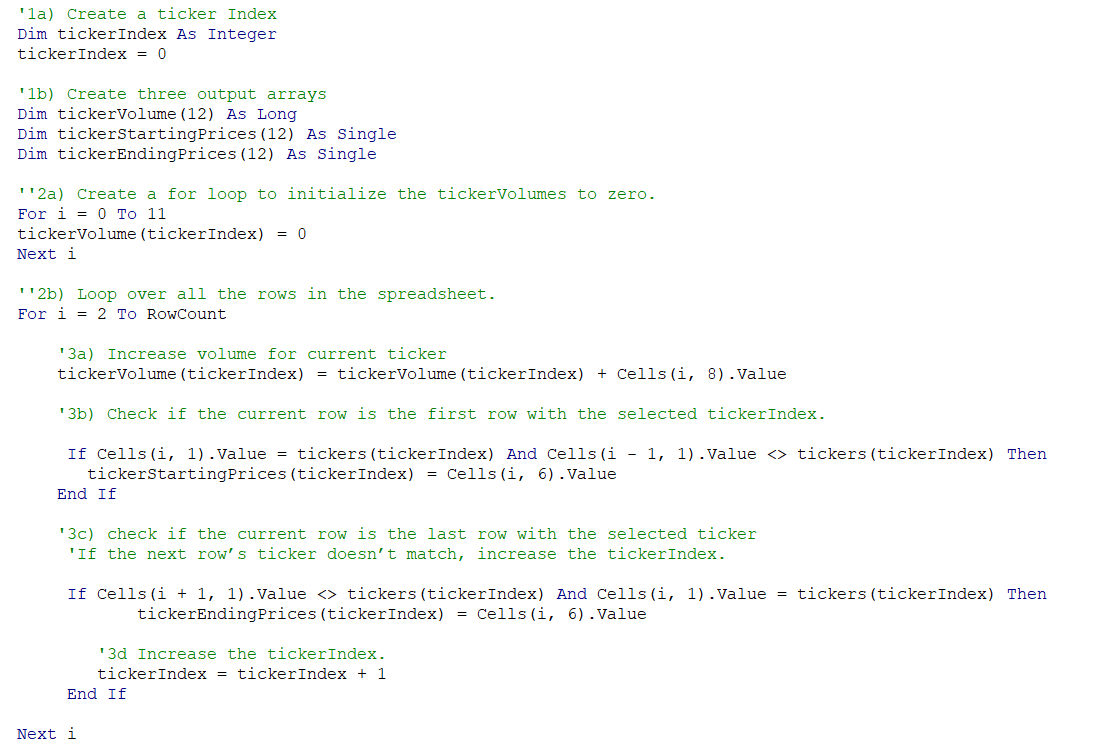 '1a) Create a ticker Index
Dim tickerIndex As Integer
tickerIndex = 0
'1b) Create three output arrays
Dim tickerVolume(12) As Long
Dim tickerStartingPrices(12) As Single
Dim tickerEndingPrices(12) As Single
''2a) Create a for loop to initialize the tickerVolumes to zero.
For i = 0 To 11
tickerVolume(tickerIndex) = 0
Next i
''2b) Loop over all the rows in the spreadsheet.
For i = 2 To RowCount
'3a) Increase volume for current ticker
tickerVolume(tickerIndex) = tickerVolume(tickerIndex) + Cells(i, 8).Value
'3b) Check if the current row is the first row with the selected tickerIndex.
If Cells(i, 1).Value = tickers(tickerIndex) And Cells(i - 1, 1).Value <> tickers(tickerIndex) Then
tickerStartingPrices(tickerIndex) = Cells(i, 6).Value
End If
'3c) check if the current row is the last row with the selected ticker
'If the next row’s ticker doesn’t match, increase the tickerIndex.
If Cells(i + 1, 1).Value <> tickers(tickerIndex) And Cells(i, 1).Value = tickers(tickerIndex) Then
tickerEndingPrices(tickerIndex) = Cells(i, 6).Value
'3d Increase the tickerIndex.
tickerIndex = tickerIndex + 1
End If
Next i